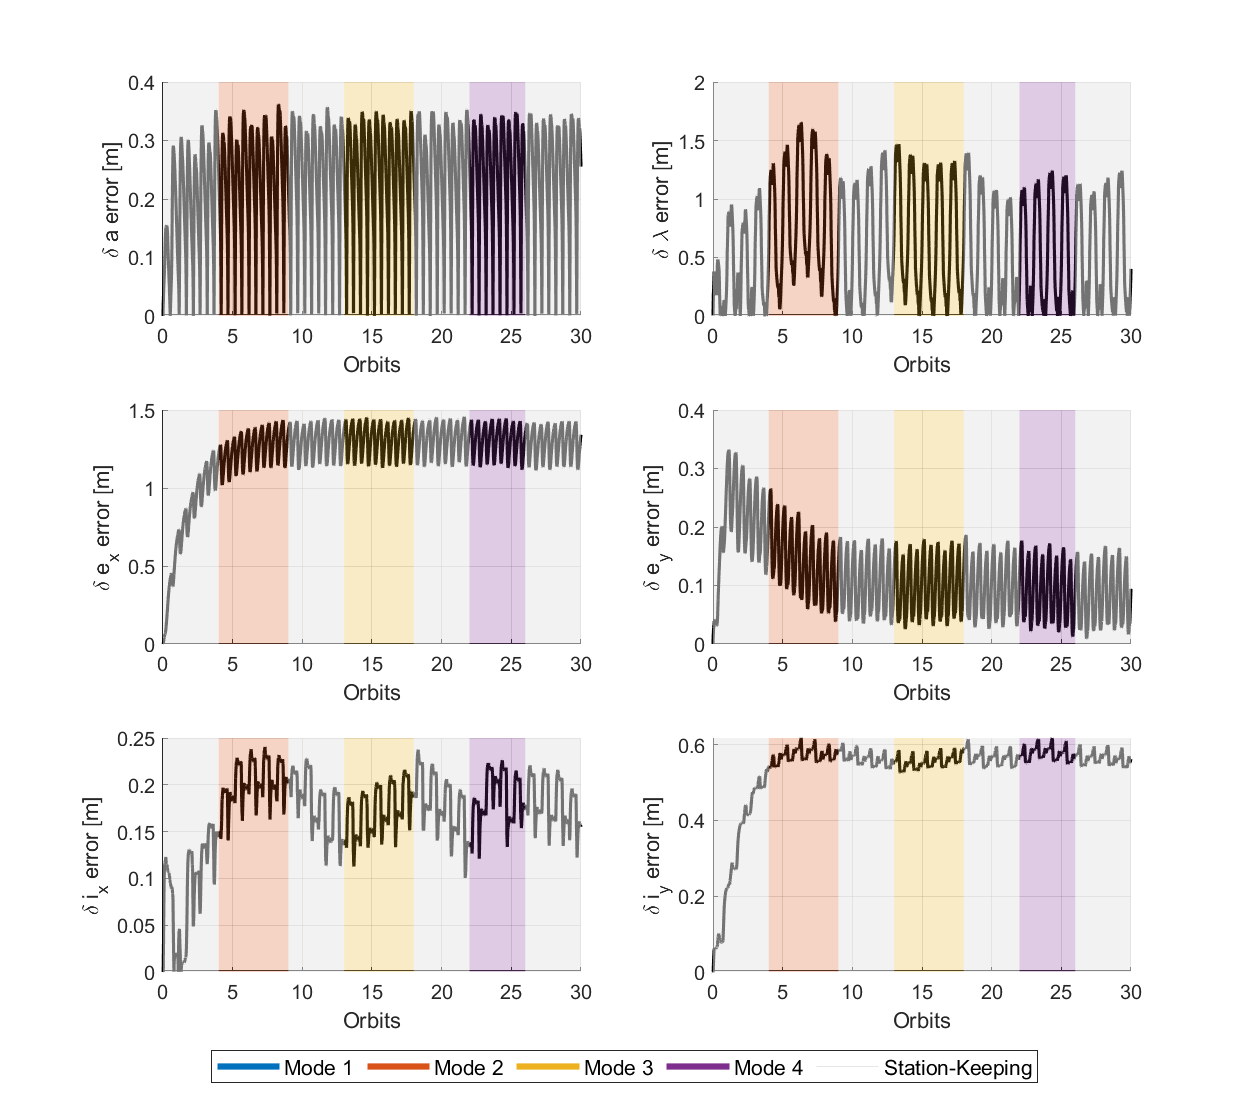 δ a error [m]
0.4
0.3
0.2
0.1
0
0 5 10 15 20 25 30
Orbits
δ λ error [m]
2
1.5
1
0.5
0
0 5 10 15 20 25 30
Orbits
δ e_x error [m]
1.5
1
0.5
0
0 5 10 15 20 25 30
Orbits
δ e_y error [m]
0.4
0.3
0.2
0.1
0
0 5 10 15 20 25 30
Orbits
δ i_x error [m]
0.25
0.2
0.15
0.1
0.05
0
0 5 10 15 20 25 30
Orbits
δ i_y error [m]
0.6
0.4
0.2
0
0 5 10 15 20 25 30
Orbits
Mode 1 Mode 2 Mode 3 Mode 4 Station-Keeping